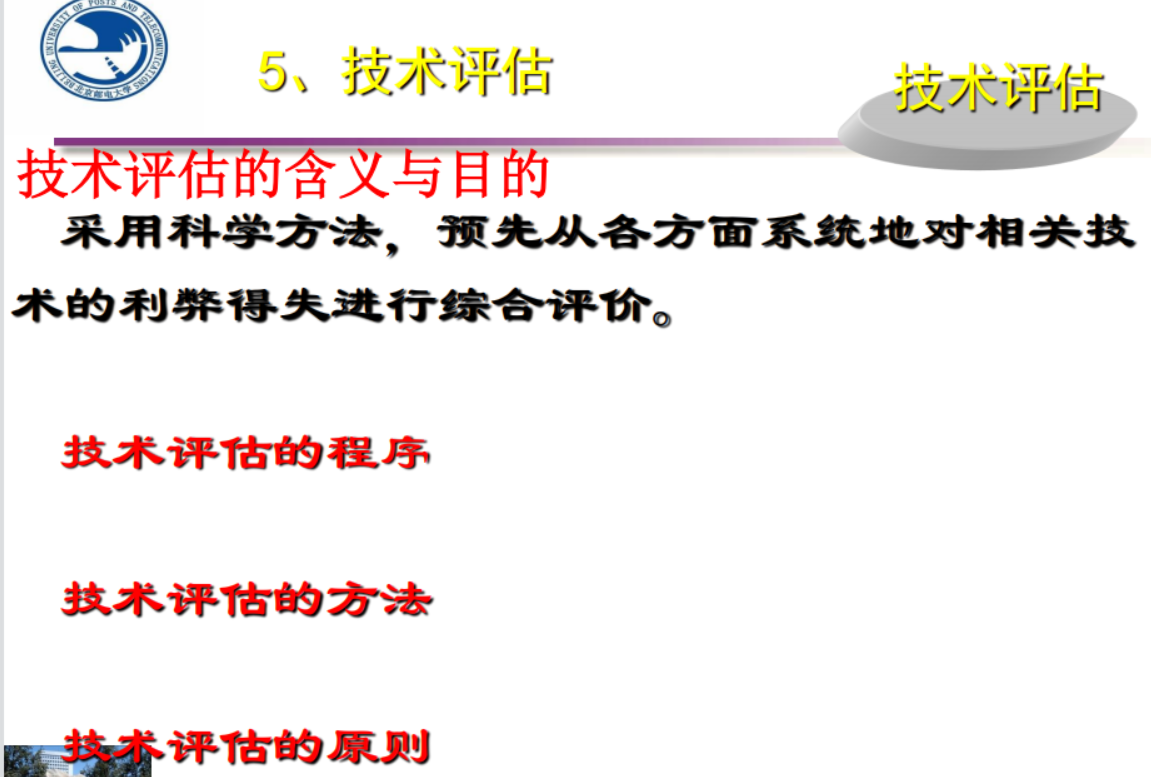 UNIVERSITY OF POSTS AND TELECOMMUNICATIONS
北京邮电大学
5、技术评估
技术评估
技术评估的含义与目的
采用科学方法，预先从各方面系统地对相关技
术的利弊得失进行综合评价。
技术评估的程序
技术评估的方法
技术评估的原则